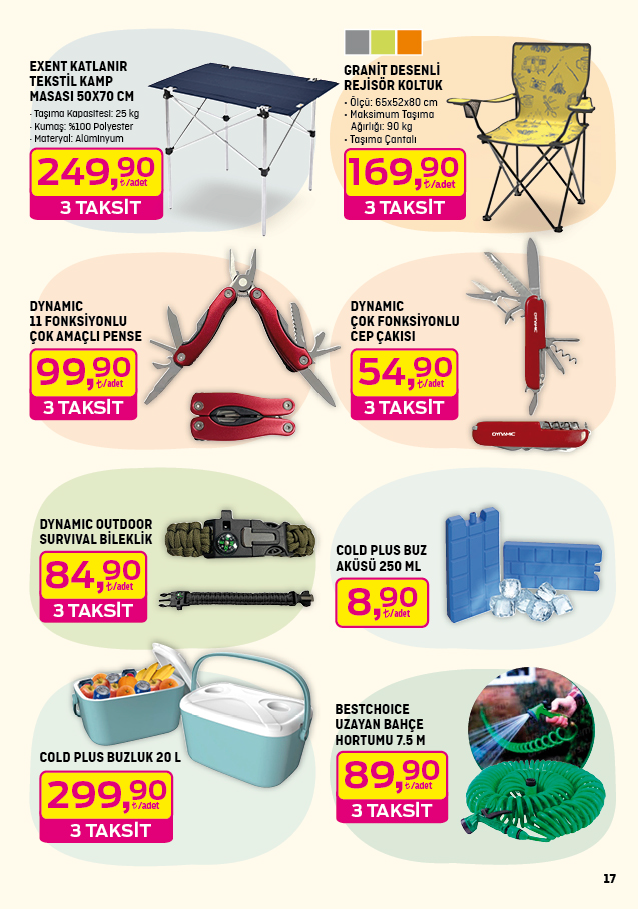 EXENT KATLANIR
TEKSTİL KAMP
MASASI 50X70 CM
- Taşıma Kapasitesi: 25 kg
- Kumaş: %100 Polyester
- Materyal: Alüminyum
249,90
₺/adet
3 TAKSİT
GRANİT DESENLİ
REJİSÖR KOLTUK
• Ölçü: 65x52x80 cm
• Maksimum Taşıma
Ağırlığı: 90 kg
• Taşıma Çantalı
169,90
₺/adet
3 TAKSİT
DYNAMIC
11 FONKSİYONLU
ÇOK AMAÇLI PENSE
99,90
₺/adet
3 TAKSİT
DYNAMIC
ÇOK FONKSİYONLU
CEP ÇAKISI
54,90
₺/adet
3 TAKSİT
DYNAMIC
DYNAMIC
DYNAMIC OUTDOOR
SURVIVAL BİLEKLİK
84,90
₺/adet
3 TAKSİT
COLD PLUS BUZ
AKÜSÜ 250 ML
8,90
₺/adet
COLD PLUS BUZLUK 20 L
299,90
₺/adet
3 TAKSİT
BESTCHOICE
UZAYAN BAHÇE
HORTUMU 7.5 M
89,90
₺/adet
3 TAKSİT
17